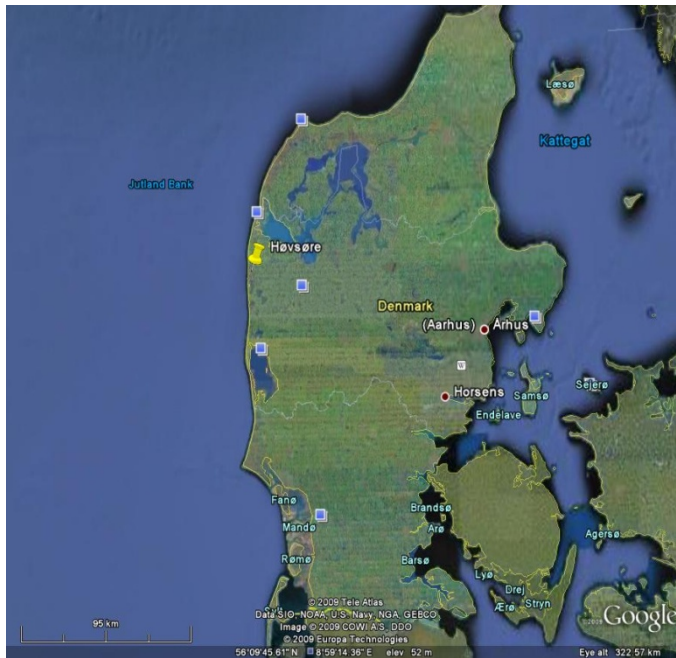 Læsø
Kattegat
Jutland Bank
Høvsøre
Denmark
(Aarhus) Århus
W
Sejerø
Samsø
Horsens
Endelave
Fanø
Brandsø
Mandø
Arø
Agersø
Rømø
Barsø
Lyø
Drej
Ærø
Stryn
© 2009 Tele Atlas
Data SIO, NOAA, U.S. Navy, NGA, GEBCO
Image © 2009 COWI A/S, DDO
© 2009 Europa Technologies
©2009 Google
95 km
56°09'45.61" N 8°59'14.36" E elev 52 m
Eye alt 322.57 km